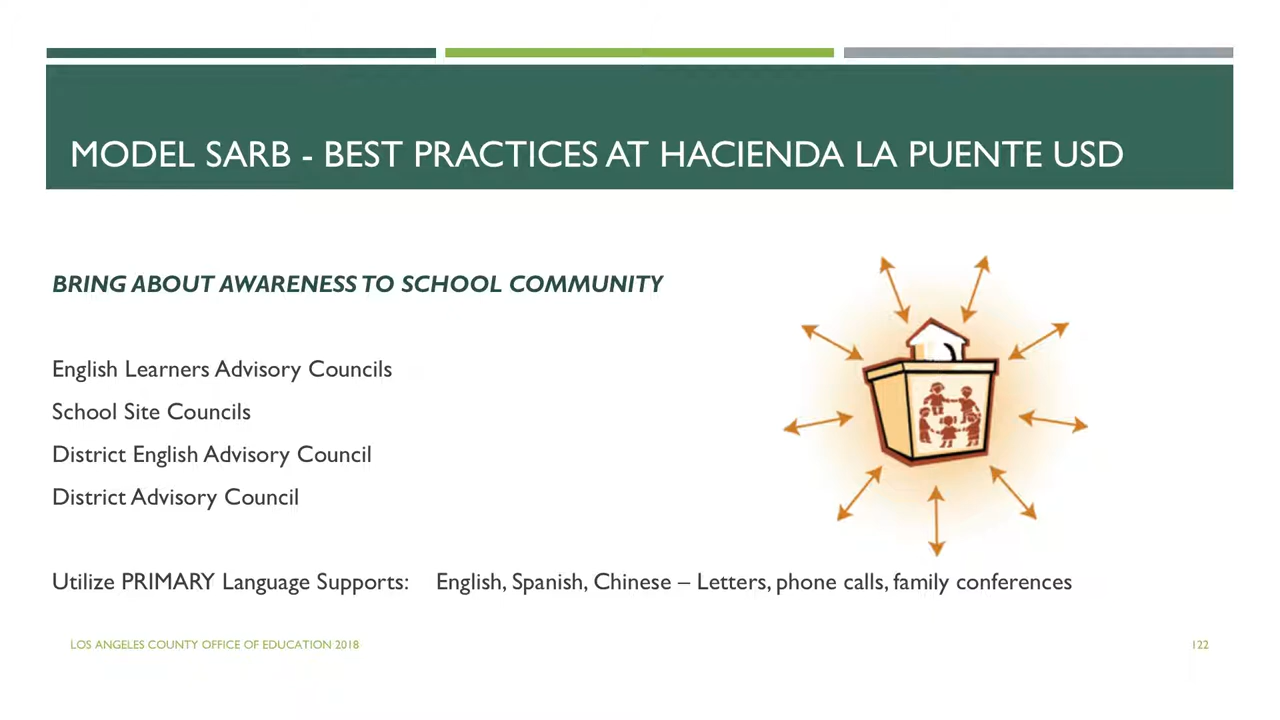 MODEL SARB - BEST PRACTICES AT HACIENDA LA PUENTE USD
BRING ABOUT AWARENESS TO SCHOOL COMMUNITY
English Learners Advisory Councils
School Site Councils
District English Advisory Council
District Advisory Council
Utilize PRIMARY Language Supports: English, Spanish, Chinese – Letters, phone calls, family conferences
LOS ANGELES COUNTY OFFICE OF EDUCATION 2018
122